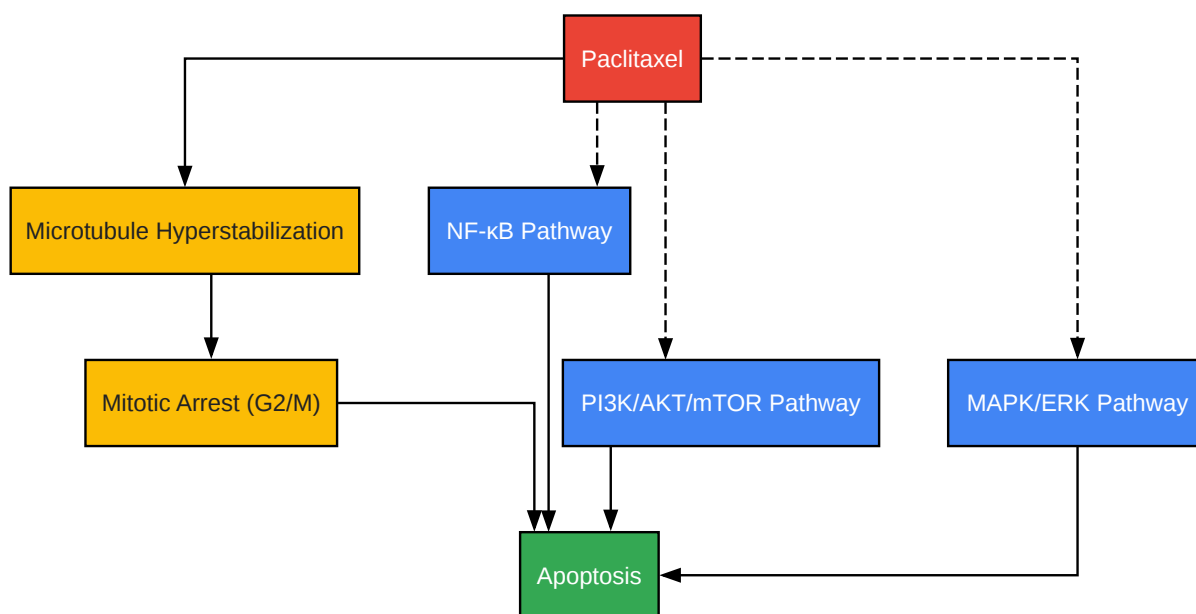 Paclitaxel
Microtubule Hyperstabilization
NF-κB Pathway
Mitotic Arrest (G2/M)
PI3K/AKT/mTOR Pathway
MAPK/ERK Pathway
Apoptosis